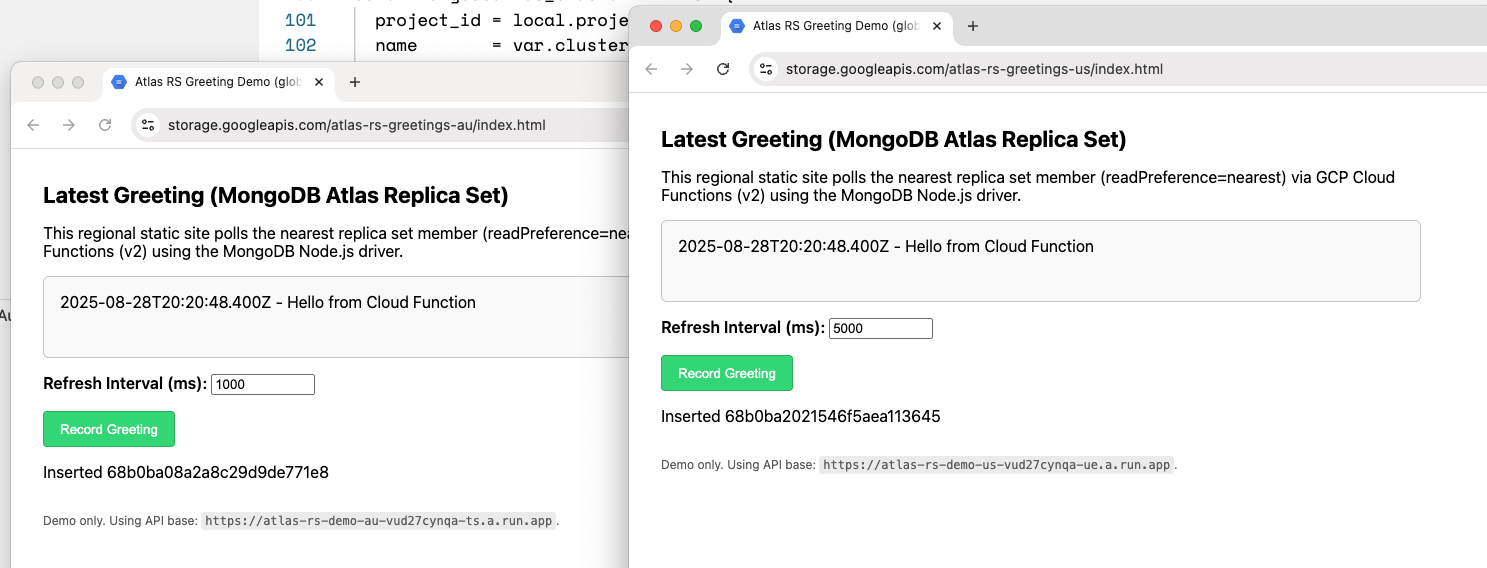 101 project_id = local.proje
102 name = var.cluster
Atlas RS Greeting Demo (glob
storage.googleapis.com/atlas-rs-greetings-au/index.html
Latest Greeting (MongoDB Atlas Replica Set)
This regional static site polls the nearest replica set member (readPreference=nea
Functions (v2) using the MongoDB Node.js driver.
2025-08-28T20:20:48.400Z - Hello from Cloud Function
Refresh Interval (ms): 1000
Record Greeting
Inserted 68b0ba08a2a8c29d9de771e8
Demo only. Using API base: https://atlas-rs-demo-au-vud27cynqa-ts.a.run.app.
Atlas RS Greeting Demo (glob
storage.googleapis.com/atlas-rs-greetings-us/index.html
Latest Greeting (MongoDB Atlas Replica Set)
This regional static site polls the nearest replica set member (readPreference=nearest) via GCP Cloud
Functions (v2) using the MongoDB Node.js driver.
2025-08-28T20:20:48.400Z - Hello from Cloud Function
Refresh Interval (ms): 5000
Record Greeting
Inserted 68b0ba2021546f5aea113645
Demo only. Using API base: https://atlas-rs-demo-us-vud27cynqa-ue.a.run.app.